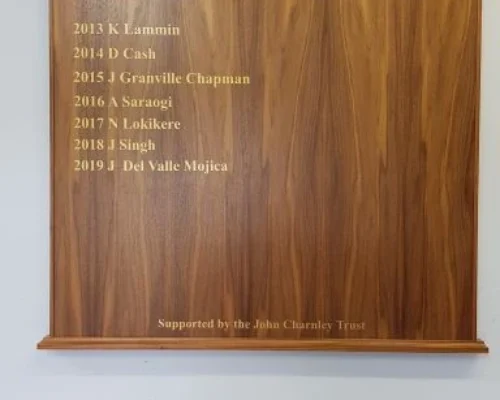 2013 K Lammin
2014 D Cash
2015 J Granville Chapman
2016 A Saraogi
2017 N Lokikere
2018 J Singh
2019 J Del Valle Mojica
Supported by the John Charnley Trust